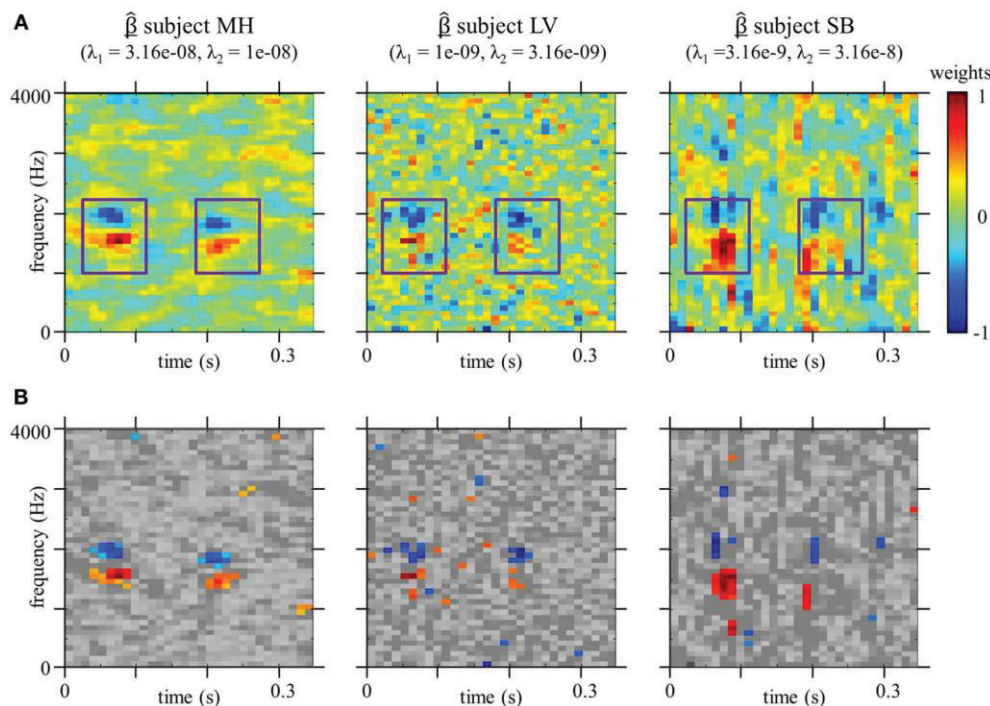 A
β̂ subject MH
(λ₁ = 3.16e-08, λ₂ = 1e-08)
β̂ subject LV
(λ₁ = 1e-09, λ₂ = 3.16e-09)
β̂ subject SB
(λ₁ =3.16e-9, λ₂ = 3.16e-8)
weights
1
0
-1
4000
frequency (Hz)
0
0
0.3
time (s)
0
0.3
time (s)
0
0.3
time (s)
B
4000
frequency (Hz)
0
0
0.3
time (s)
0
0.3
time (s)
0
0.3
time (s)